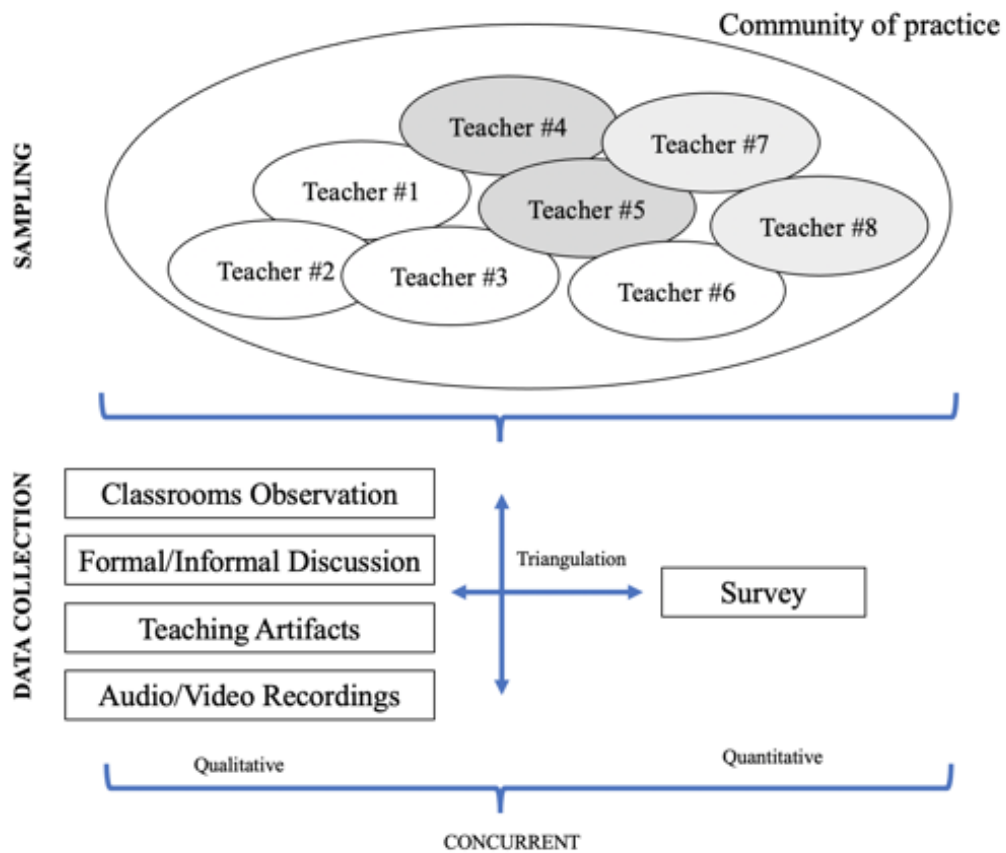 Community of practice
SAMPLING
Teacher #4
Teacher #7
Teacher #1
Teacher #5
Teacher #8
Teacher #2
Teacher #3
Teacher #6
DATA COLLECTION
Classrooms Observation
Formal/Informal Discussion
Teaching Artifacts
Audio/Video Recordings
Triangulation
Survey
Qualitative
Quantitative
CONCURRENT